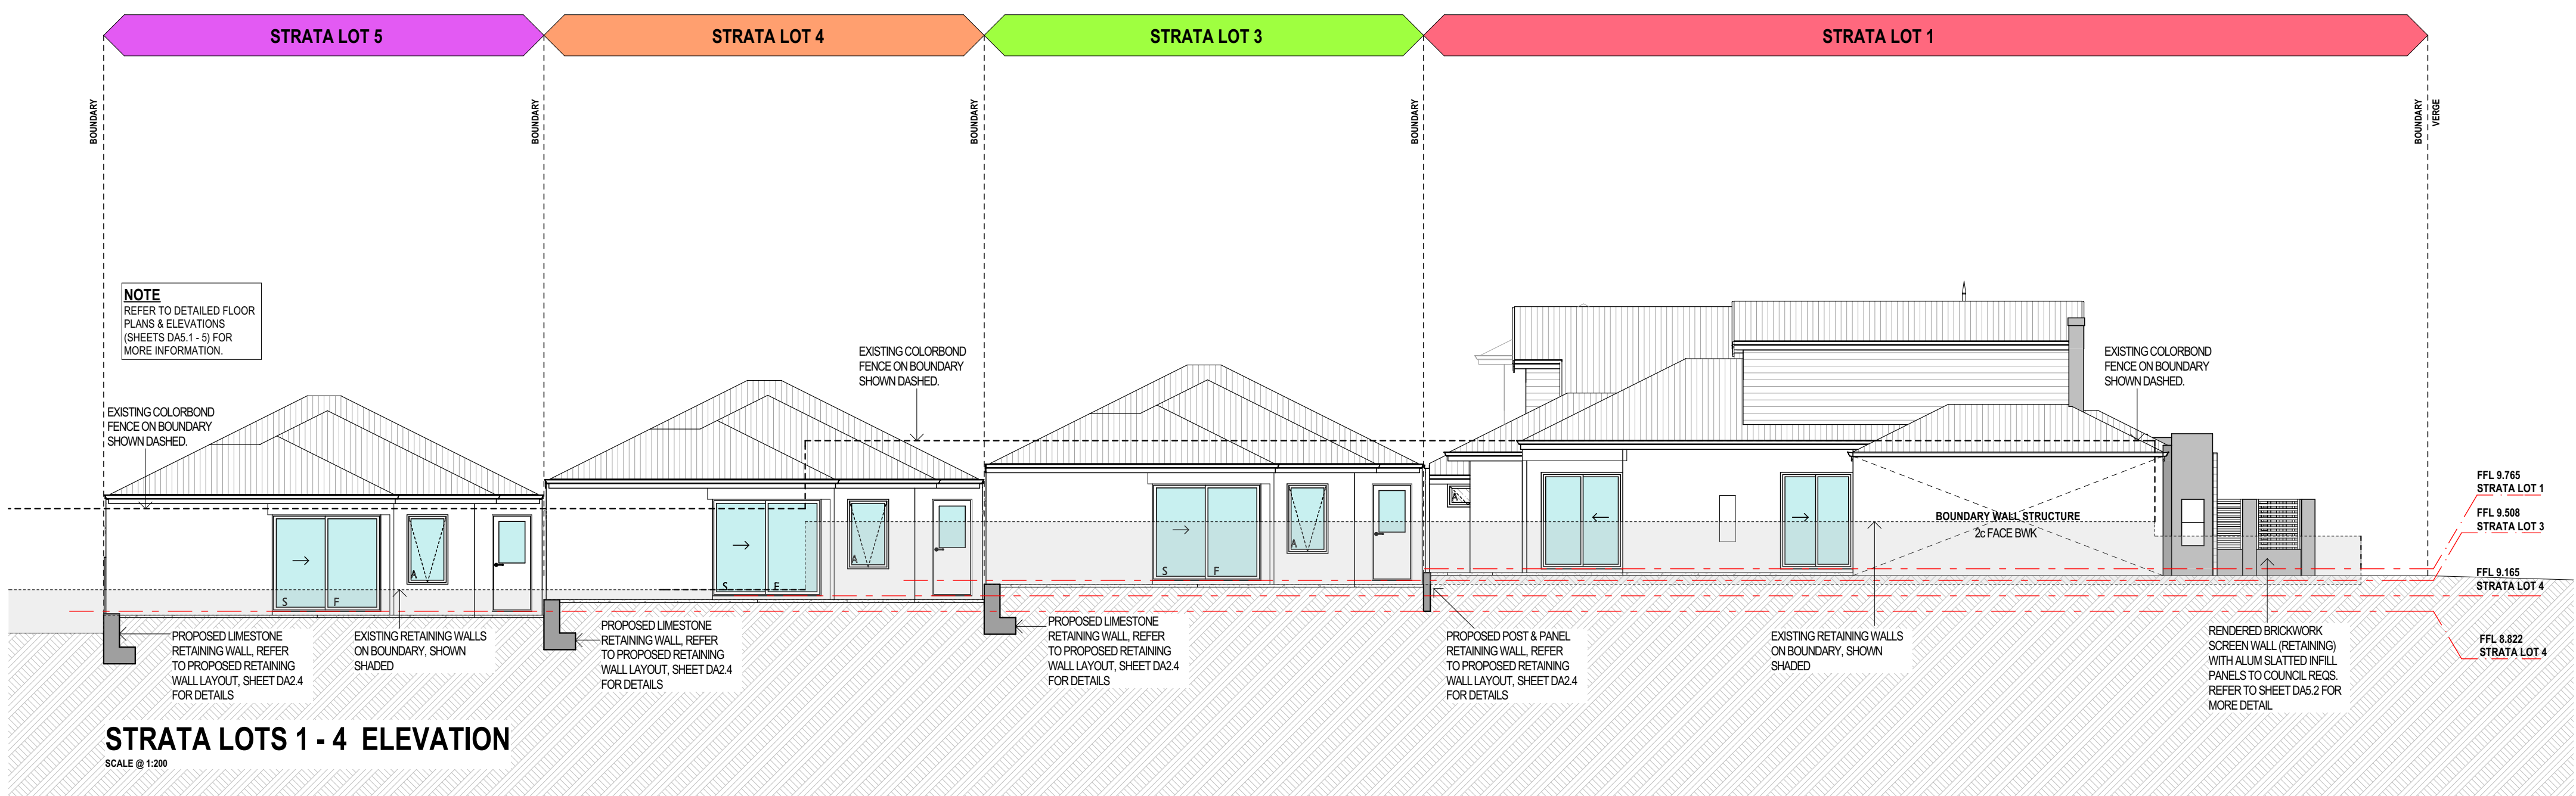 STRATA LOT 5
STRATA LOT 4
STRATA LOT 3
STRATA LOT 1
BOUNDARY
BOUNDARY
BOUNDARY
BOUNDARY
BOUNDARY
VERGE
NOTE
REFER TO DETAILED FLOOR
PLANS & ELEVATIONS
(SHEETS DA5.1 - 5) FOR
MORE INFORMATION.
EXISTING COLORBOND
FENCE ON BOUNDARY
SHOWN DASHED.
EXISTING COLORBOND
FENCE ON BOUNDARY
SHOWN DASHED.
EXISTING COLORBOND
FENCE ON BOUNDARY
SHOWN DASHED.
S
F
A
S
F
A
S
F
A
A
BOUNDARY WALL STRUCTURE
2c FACE BWK
FFL 9.765
STRATA LOT 1
FFL 9.508
STRATA LOT 3
FFL 9.165
STRATA LOT 4
FFL 8.822
STRATA LOT 4
PROPOSED LIMESTONE
RETAINING WALL, REFER
TO PROPOSED RETAINING
WALL LAYOUT, SHEET DA2.4
FOR DETAILS
EXISTING RETAINING WALLS
ON BOUNDARY, SHOWN
SHADED
PROPOSED LIMESTONE
RETAINING WALL, REFER
TO PROPOSED RETAINING
WALL LAYOUT, SHEET DA2.4
FOR DETAILS
PROPOSED LIMESTONE
RETAINING WALL, REFER
TO PROPOSED RETAINING
WALL LAYOUT, SHEET DA2.4
FOR DETAILS
PROPOSED POST & PANEL
RETAINING WALL, REFER
TO PROPOSED RETAINING
WALL LAYOUT, SHEET DA2.4
FOR DETAILS
EXISTING RETAINING WALLS
ON BOUNDARY, SHOWN
SHADED
RENDERED BRICKWORK
SCREEN WALL (RETAINING)
WITH ALUM SLATTED INFILL
PANELS TO COUNCIL REQS.
REFER TO SHEET DA5.2 FOR
MORE DETAIL
STRATA LOTS 1 - 4 ELEVATION
SCALE @ 1:200